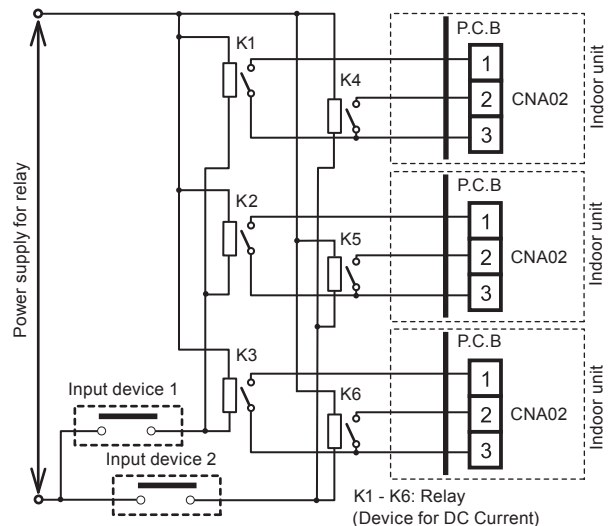 Power supply for relay
K1
K4
P.C.B
1
2
3
CNA02
Indoor unit
K2
K5
P.C.B
1
2
3
CNA02
Indoor unit
K3
K6
P.C.B
1
2
3
CNA02
Indoor unit
Input device 1
Input device 2
K1 - K6: Relay
(Device for DC Current)